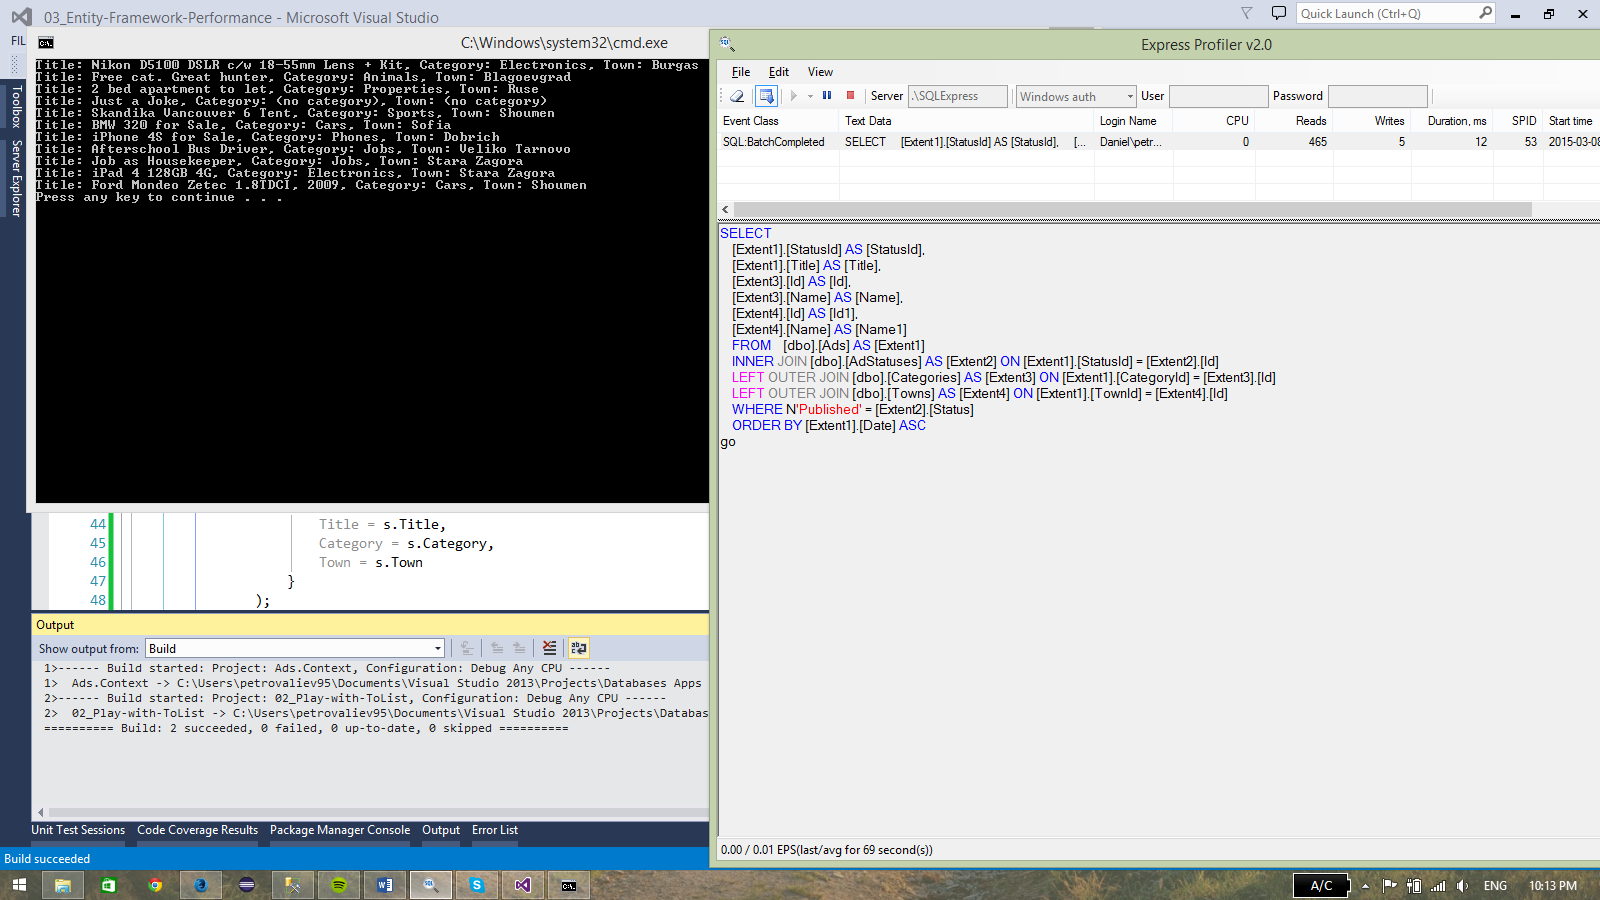 03_Entity-Framework-Performance - Microsoft Visual Studio
Quick Launch (Ctrl+Q)
FIL
C:\Windows\system32\cmd.exe
Toolbox
Server Explorer
Title: Nikon D5100 DSLR c/w 18-55mm Lens + Kit, Category: Electronics, Town: Burgas
Title: Free cat. Great hunter, Category: Animals, Town: Blagoevgrad
Title: 2 bed apartment to let, Category: Properties, Town: Ruse
Title: Just a Joke, Category: (no category), Town: (no category)
Title: Skandika Vancouver 6 Tent, Category: Sports, Town: Shoumen
Title: BMW 320 for Sale, Category: Cars, Town: Sofia
Title: iPhone 4S for Sale, Category: Phones, Town: Dobrich
Title: Afterschool Bus Driver, Category: Jobs, Town: Veliko Tarnovo
Title: Job as Housekeeper, Category: Jobs, Town: Stara Zagora
Title: iPad 4 128GB 4G, Category: Electronics, Town: Stara Zagora
Title: Ford Mondeo Zetec 1.8TDCI, 2009, Category: Cars, Town: Shoumen
Press any key to continue . . .
44 Title = s.Title,
45 Category = s.Category,
46 Town = s.Town
47 }
48 );
Output
Show output from: Build
1>------ Build started: Project: Ads.Context, Configuration: Debug Any CPU ------
1>  Ads.Context -> C:\Users\petrovaliev95\Documents\Visual Studio 2013\Projects\Databases Apps
2>------ Build started: Project: 02_Play-with-ToList, Configuration: Debug Any CPU ------
2>  02_Play-with-ToList -> C:\Users\petrovaliev95\Documents\Visual Studio 2013\Projects\Databas
========== Build: 2 succeeded, 0 failed, 0 up-to-date, 0 skipped ==========
Unit Test Sessions Code Coverage Results Package Manager Console Output Error List
Build succeeded
Express Profiler v2.0
File Edit View
Server .\SQLExpress Windows auth User Password
Event Class Text Data Login Name CPU Reads Writes Duration, ms SPID Start time
SQL:BatchCompleted SELECT [Extent1].[StatusId] AS [StatusId], [... Daniel\petr... 0 465 5 12 53 2015-03-08
SELECT
[Extent1].[StatusId] AS [StatusId],
[Extent1].[Title] AS [Title],
[Extent3].[Id] AS [Id],
[Extent3].[Name] AS [Name],
[Extent4].[Id] AS [Id1],
[Extent4].[Name] AS [Name1]
FROM [dbo].[Ads] AS [Extent1]
INNER JOIN [dbo].[AdStatuses] AS [Extent2] ON [Extent1].[StatusId] = [Extent2].[Id]
LEFT OUTER JOIN [dbo].[Categories] AS [Extent3] ON [Extent1].[CategoryId] = [Extent3].[Id]
LEFT OUTER JOIN [dbo].[Towns] AS [Extent4] ON [Extent1].[TownId] = [Extent4].[Id]
WHERE N'Published' = [Extent2].[Status]
ORDER BY [Extent1].[Date] ASC
go
0.00 / 0.01 EPS(last/avg for 69 second(s))
A/C ENG 10:13 PM